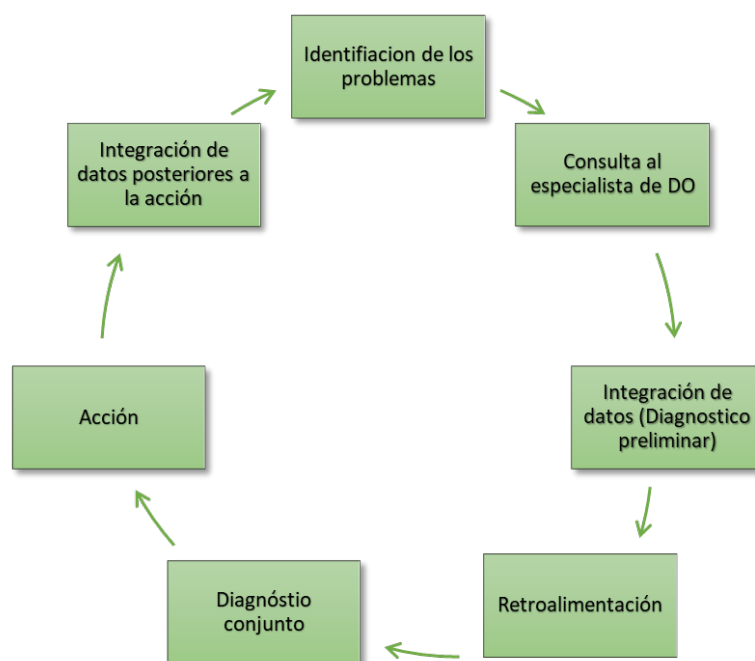 Identifiacion de los
problemas
Consulta al
especialista de DO
Integración de
datos (Diagnostico
preliminar)
Retroalimentación
Diagnóstio
conjunto
Acción
Integración de
datos posteriores a
la acción